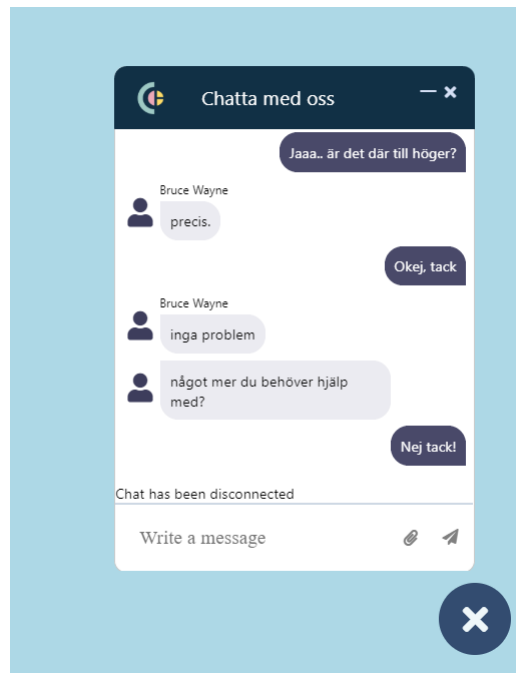 Chatta med oss
Jaaa.. är det där till höger?
Bruce Wayne
precis.
Okej, tack
Bruce Wayne
inga problem
något mer du behöver hjälp
med?
Nej tack!
Chat has been disconnected
Write a message